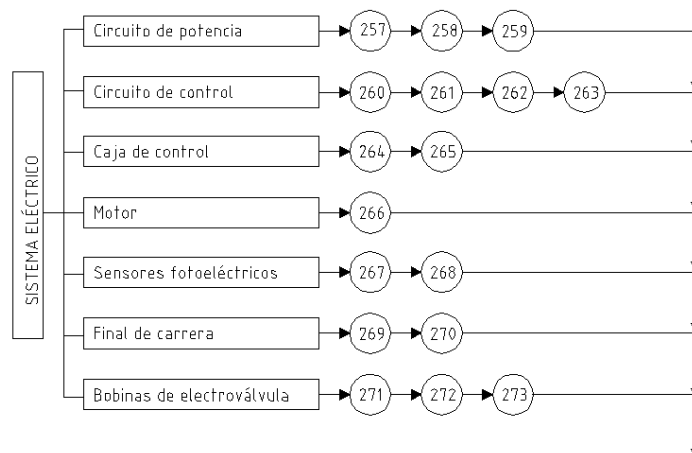 SISTEMA ELÉCTRICO
Circuito de potencia 257 258 259
Circuito de control 260 261 262 263
Caja de control 264 265
Motor 266
Sensores fotoeléctricos 267 268
Final de carrera 269 270
Bobinas de electroválvula 271 272 273